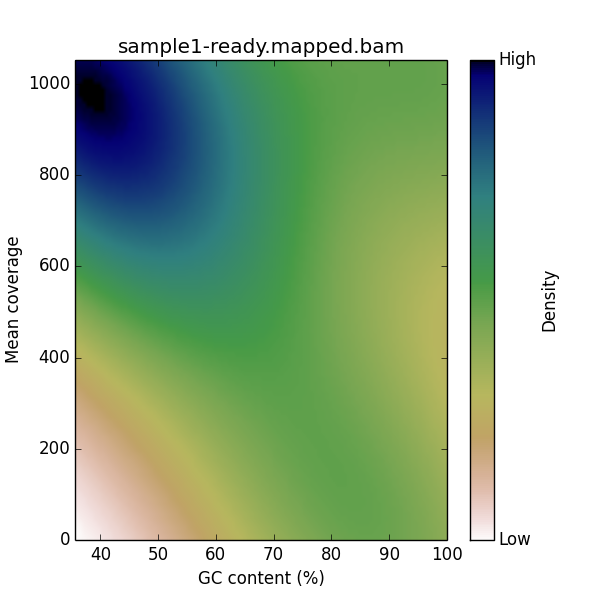 sample1-ready.mapped.bam
High
1000
800
600
400
200
0
Mean coverage
Density
Low
40 50 60 70 80 90 100
GC content (%)